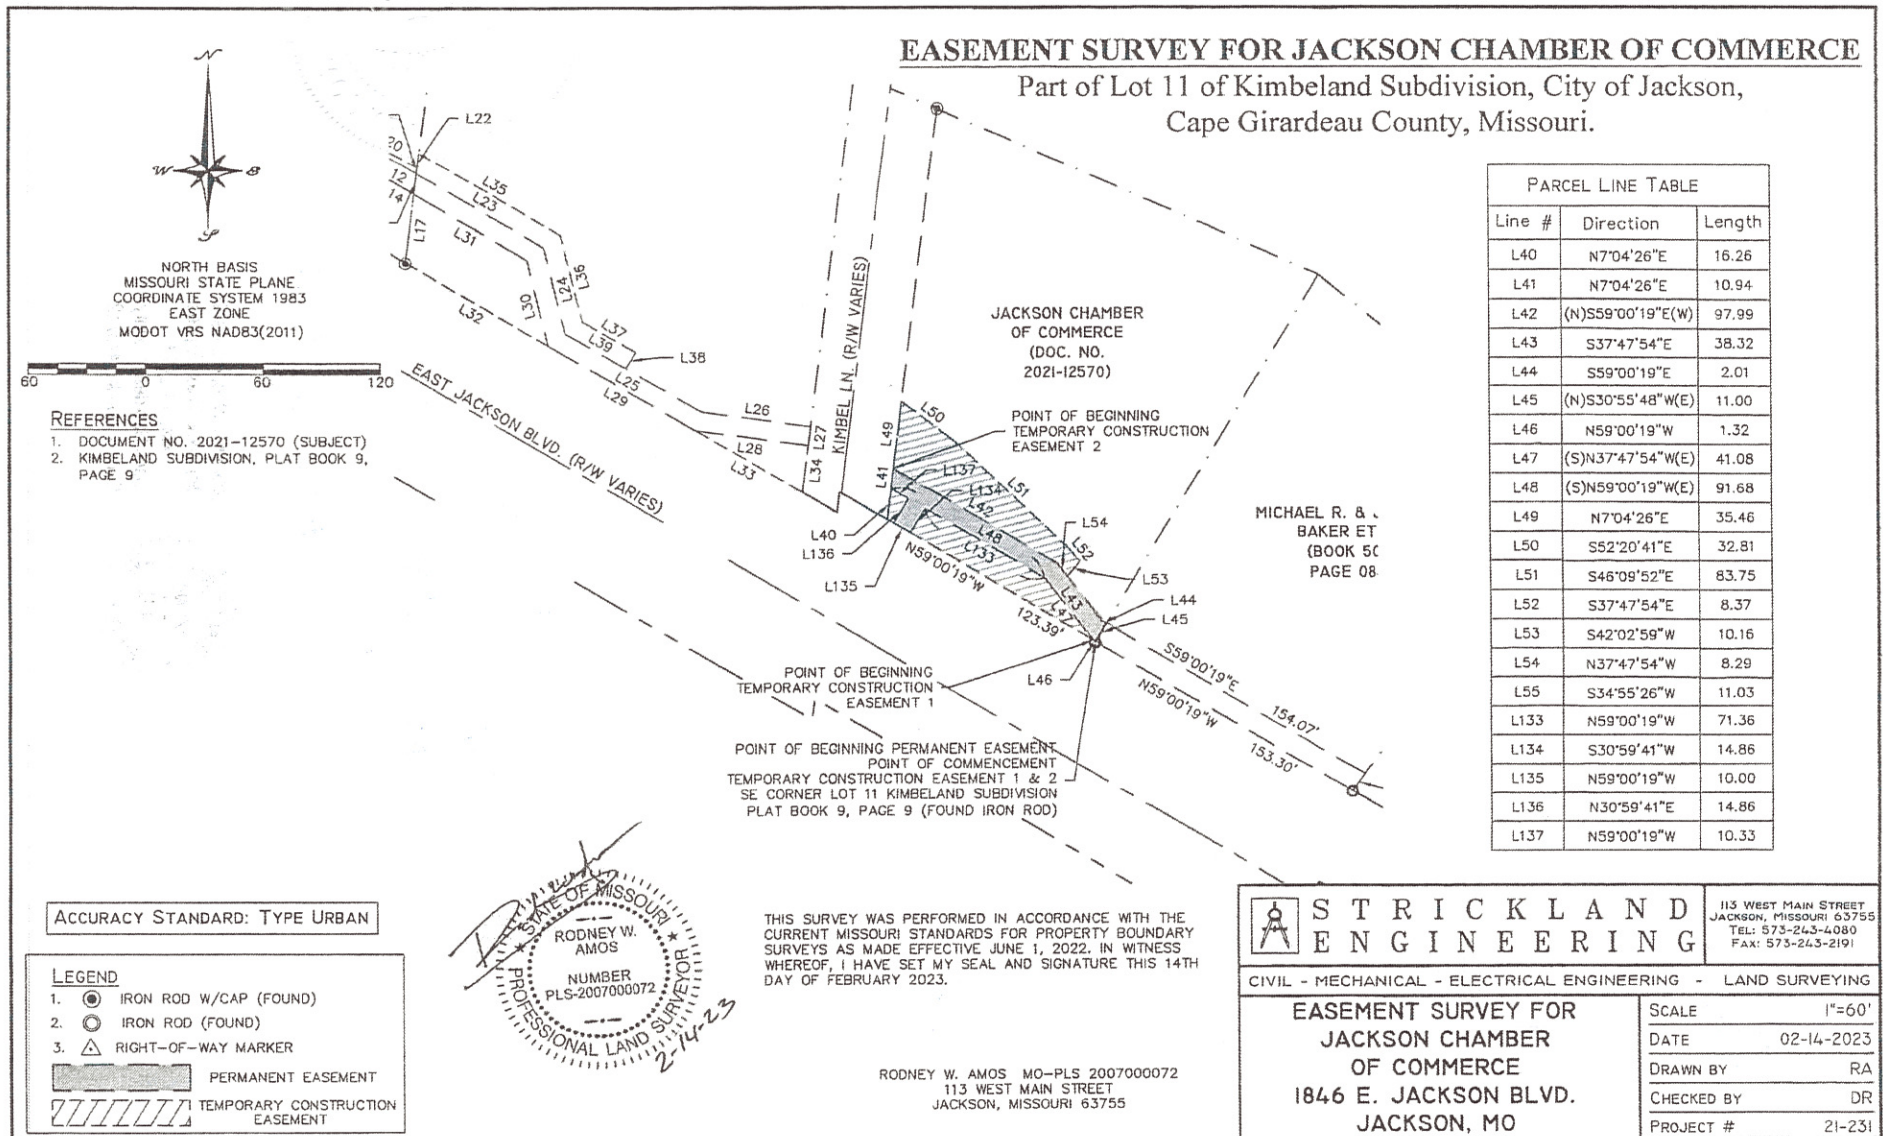 EASEMENT SURVEY FOR JACKSON CHAMBER OF COMMERCE
Part of Lot 11 of Kimbeland Subdivision, City of Jackson,
Cape Girardeau County, Missouri.
N
W
E
S
NORTH BASIS
MISSOURI STATE PLANE
COORDINATE SYSTEM 1983
EAST ZONE
MODOT VRS NAD83(2011)
60 0 60 120
REFERENCES
1. DOCUMENT NO. 2021-12570 (SUBJECT)
2. KIMBELAND SUBDIVISION, PLAT BOOK 9,
PAGE 9
L22
20
12
14
L17
L35
L23
L31
L36
L24
L30
L32
L37
L39
L38
L25
L29
L26
L28
L33
L27
L34
EAST JACKSON BLVD. (R/W VARIES)
KIMBEL LN. (R/W VARIES)
JACKSON CHAMBER
OF COMMERCE
(DOC. NO.
2021-12570)
POINT OF BEGINNING
TEMPORARY CONSTRUCTION
EASEMENT 2
L50
L49
L41
L137
L134
L51
L42
L48
L133
L54
L52
L53
L40
L136
L135
L43
L47
L44
L45
L46
N59°00'19"W
123.39'
S59°00'19"E
154.07'
N59°00'19"W
153.30'
MICHAEL R. &
BAKER ET
(BOOK 50
PAGE 08
POINT OF BEGINNING
TEMPORARY CONSTRUCTION
EASEMENT 1
POINT OF BEGINNING PERMANENT EASEMENT
POINT OF COMMENCEMENT
TEMPORARY CONSTRUCTION EASEMENT 1 & 2
SE CORNER LOT 11 KIMBELAND SUBDIVISION
PLAT BOOK 9, PAGE 9 (FOUND IRON ROD)
PARCEL LINE TABLE
Line # Direction Length
L40 N7°04'26"E 16.26
L41 N7°04'26"E 10.94
L42 (N)S59°00'19"E(W) 97.99
L43 S37°47'54"E 38.32
L44 S59°00'19"E 2.01
L45 (N)S30°55'48"W(E) 11.00
L46 N59°00'19"W 1.32
L47 (S)N37°47'54"W(E) 41.08
L48 (S)N59°00'19"W(E) 91.68
L49 N7°04'26"E 35.46
L50 S52°20'41"E 32.81
L51 S46°09'52"E 83.75
L52 S37°47'54"E 8.37
L53 S42°02'59"W 10.16
L54 N37°47'54"W 8.29
L55 S34°55'26"W 11.03
L133 N59°00'19"W 71.36
L134 S30°59'41"W 14.86
L135 N59°00'19"W 10.00
L136 N30°59'41"E 14.86
L137 N59°00'19"W 10.33
ACCURACY STANDARD: TYPE URBAN
LEGEND
1. IRON ROD W/CAP (FOUND)
2. IRON ROD (FOUND)
3. RIGHT-OF-WAY MARKER
PERMANENT EASEMENT
TEMPORARY CONSTRUCTION
EASEMENT
STATE OF MISSOURI
RODNEY W.
AMOS
NUMBER
PLS-2007000072
PROFESSIONAL LAND SURVEYOR
2-14-23
THIS SURVEY WAS PERFORMED IN ACCORDANCE WITH THE
CURRENT MISSOURI STANDARDS FOR PROPERTY BOUNDARY
SURVEYS AS MADE EFFECTIVE JUNE 1, 2022. IN WITNESS
WHEREOF, I HAVE SET MY SEAL AND SIGNATURE THIS 14TH
DAY OF FEBRUARY 2023.
RODNEY W. AMOS MO-PLS 2007000072
113 WEST MAIN STREET
JACKSON, MISSOURI 63755
STRICKLAND
ENGINEERING
113 WEST MAIN STREET
JACKSON, MISSOURI 63755
TEL: 573-243-4080
FAX: 573-243-2191
CIVIL - MECHANICAL - ELECTRICAL ENGINEERING - LAND SURVEYING
EASEMENT SURVEY FOR
JACKSON CHAMBER
OF COMMERCE
1846 E. JACKSON BLVD.
JACKSON, MO
SCALE 1"=60'
DATE 02-14-2023
DRAWN BY RA
CHECKED BY DR
PROJECT # 21-231